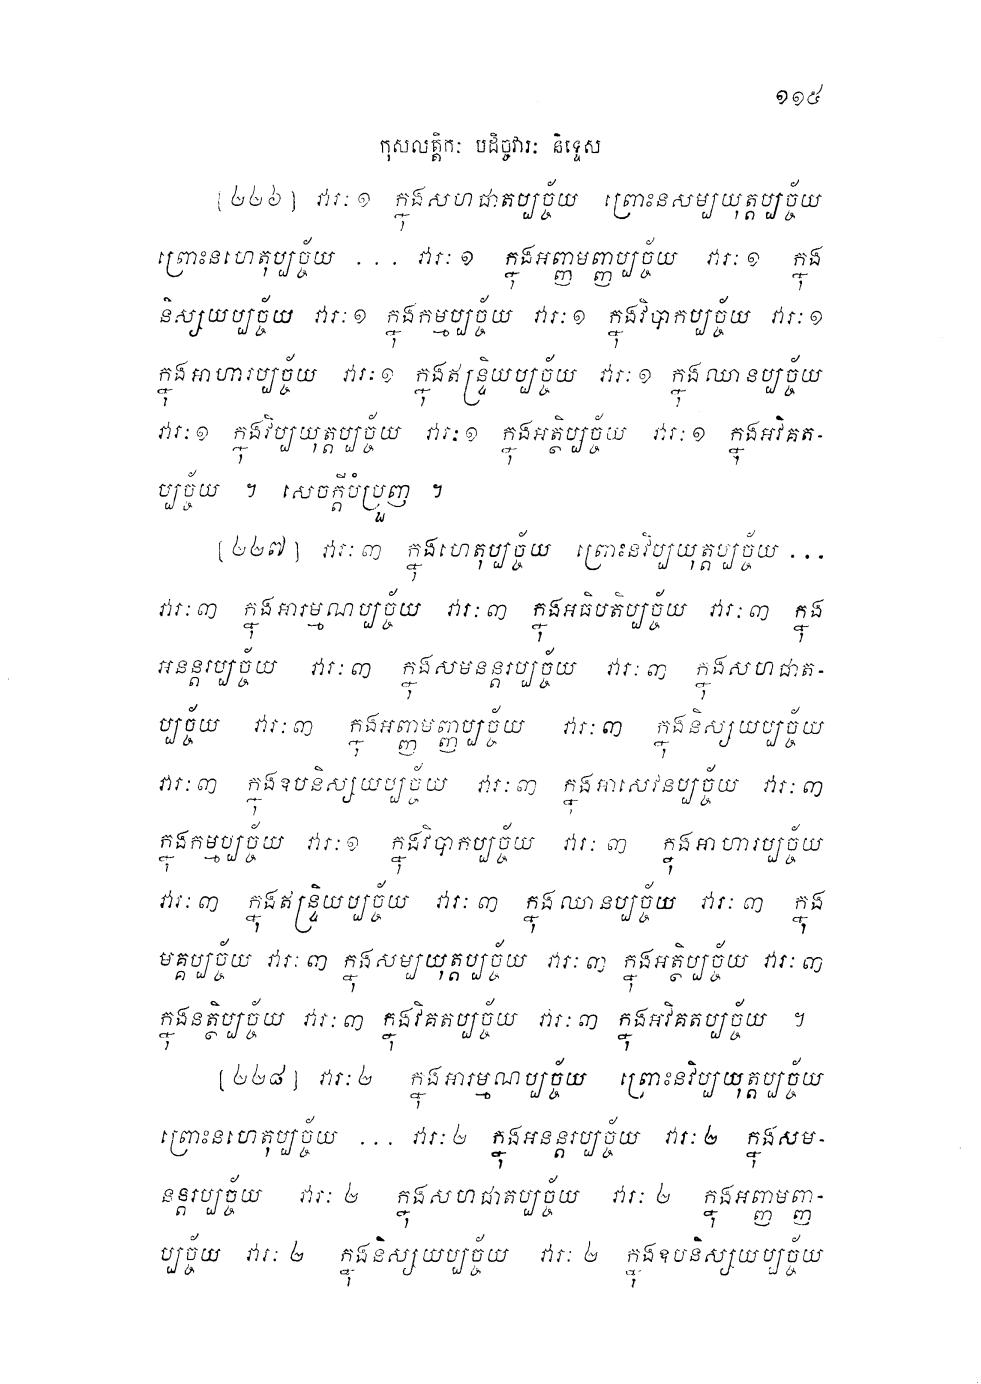 ១១៥
កុសលត្តិកៈ បដិច្ចវារៈ និទ្ទេស
[២២៦] វារៈ១ ក្នុងសហជាតប្បច្ច័យ ព្រោះនសម្បយុត្តប្បច្ច័យ
ព្រោះនហេតុប្បច្ច័យ ... វារៈ១ ក្នុងអញ្ញមញ្ញប្បច្ច័យ វារៈ១ ក្នុង
និស្សយប្បច្ច័យ វារៈ១ ក្នុងកម្មប្បច្ច័យ វារៈ១ ក្នុងវិបាកប្បច្ច័យ វារៈ១
ក្នុងអាហារប្បច្ច័យ វារៈ១ ក្នុងឥន្ទ្រិយប្បច្ច័យ វារៈ១ ក្នុងឈានប្បច្ច័យ
វារៈ១ ក្នុងវិប្បយុត្តប្បច្ច័យ វារៈ១ ក្នុងអត្ថិប្បច្ច័យ វារៈ១ ក្នុងអវិគត-
ប្បច្ច័យ ។ សេចក្តីបំប្រួញ ។
[២២៧] វារៈ៣ ក្នុងហេតុប្បច្ច័យ ព្រោះនវិប្បយុត្តប្បច្ច័យ ...
វារៈ៣ ក្នុងអារម្មណប្បច្ច័យ វារៈ៣ ក្នុងអធិបតិប្បច្ច័យ វារៈ៣ ក្នុង
អនន្តរប្បច្ច័យ វារៈ៣ ក្នុងសមនន្តរប្បច្ច័យ វារៈ៣ ក្នុងសហជាត-
ប្បច្ច័យ វារៈ៣ ក្នុងអញ្ញមញ្ញប្បច្ច័យ វារៈ៣ ក្នុងនិស្សយប្បច្ច័យ
វារៈ៣ ក្នុងឧបនិស្សយប្បច្ច័យ វារៈ៣ ក្នុងអាសេវនប្បច្ច័យ វារៈ៣
ក្នុងកម្មប្បច្ច័យ វារៈ១ ក្នុងវិបាកប្បច្ច័យ វារៈ៣ ក្នុងអាហារប្បច្ច័យ
វារៈ៣ ក្នុងឥន្ទ្រិយប្បច្ច័យ វារៈ៣ ក្នុងឈានប្បច្ច័យ វារៈ៣ ក្នុង
មគ្គប្បច្ច័យ វារៈ៣ ក្នុងសម្បយុត្តប្បច្ច័យ វារៈ៣ ក្នុងអត្ថិប្បច្ច័យ វារៈ៣
ក្នុងនត្ថិប្បច្ច័យ វារៈ៣ ក្នុងវិគតប្បច្ច័យ វារៈ៣ ក្នុងអវិគតប្បច្ច័យ ។
[២២៨] វារៈ២ ក្នុងអារម្មណប្បច្ច័យ ព្រោះនវិប្បយុត្តប្បច្ច័យ
ព្រោះនហេតុប្បច្ច័យ ... វារៈ២ ក្នុងអនន្តរប្បច្ច័យ វារៈ២ ក្នុងសម-
នន្តរប្បច្ច័យ វារៈ២ ក្នុងសហជាតប្បច្ច័យ វារៈ២ ក្នុងអញ្ញមញ្ញ-
ប្បច្ច័យ វារៈ២ ក្នុងនិស្សយប្បច្ច័យ វារៈ២ ក្នុងឧបនិស្សយប្បច្ច័យ